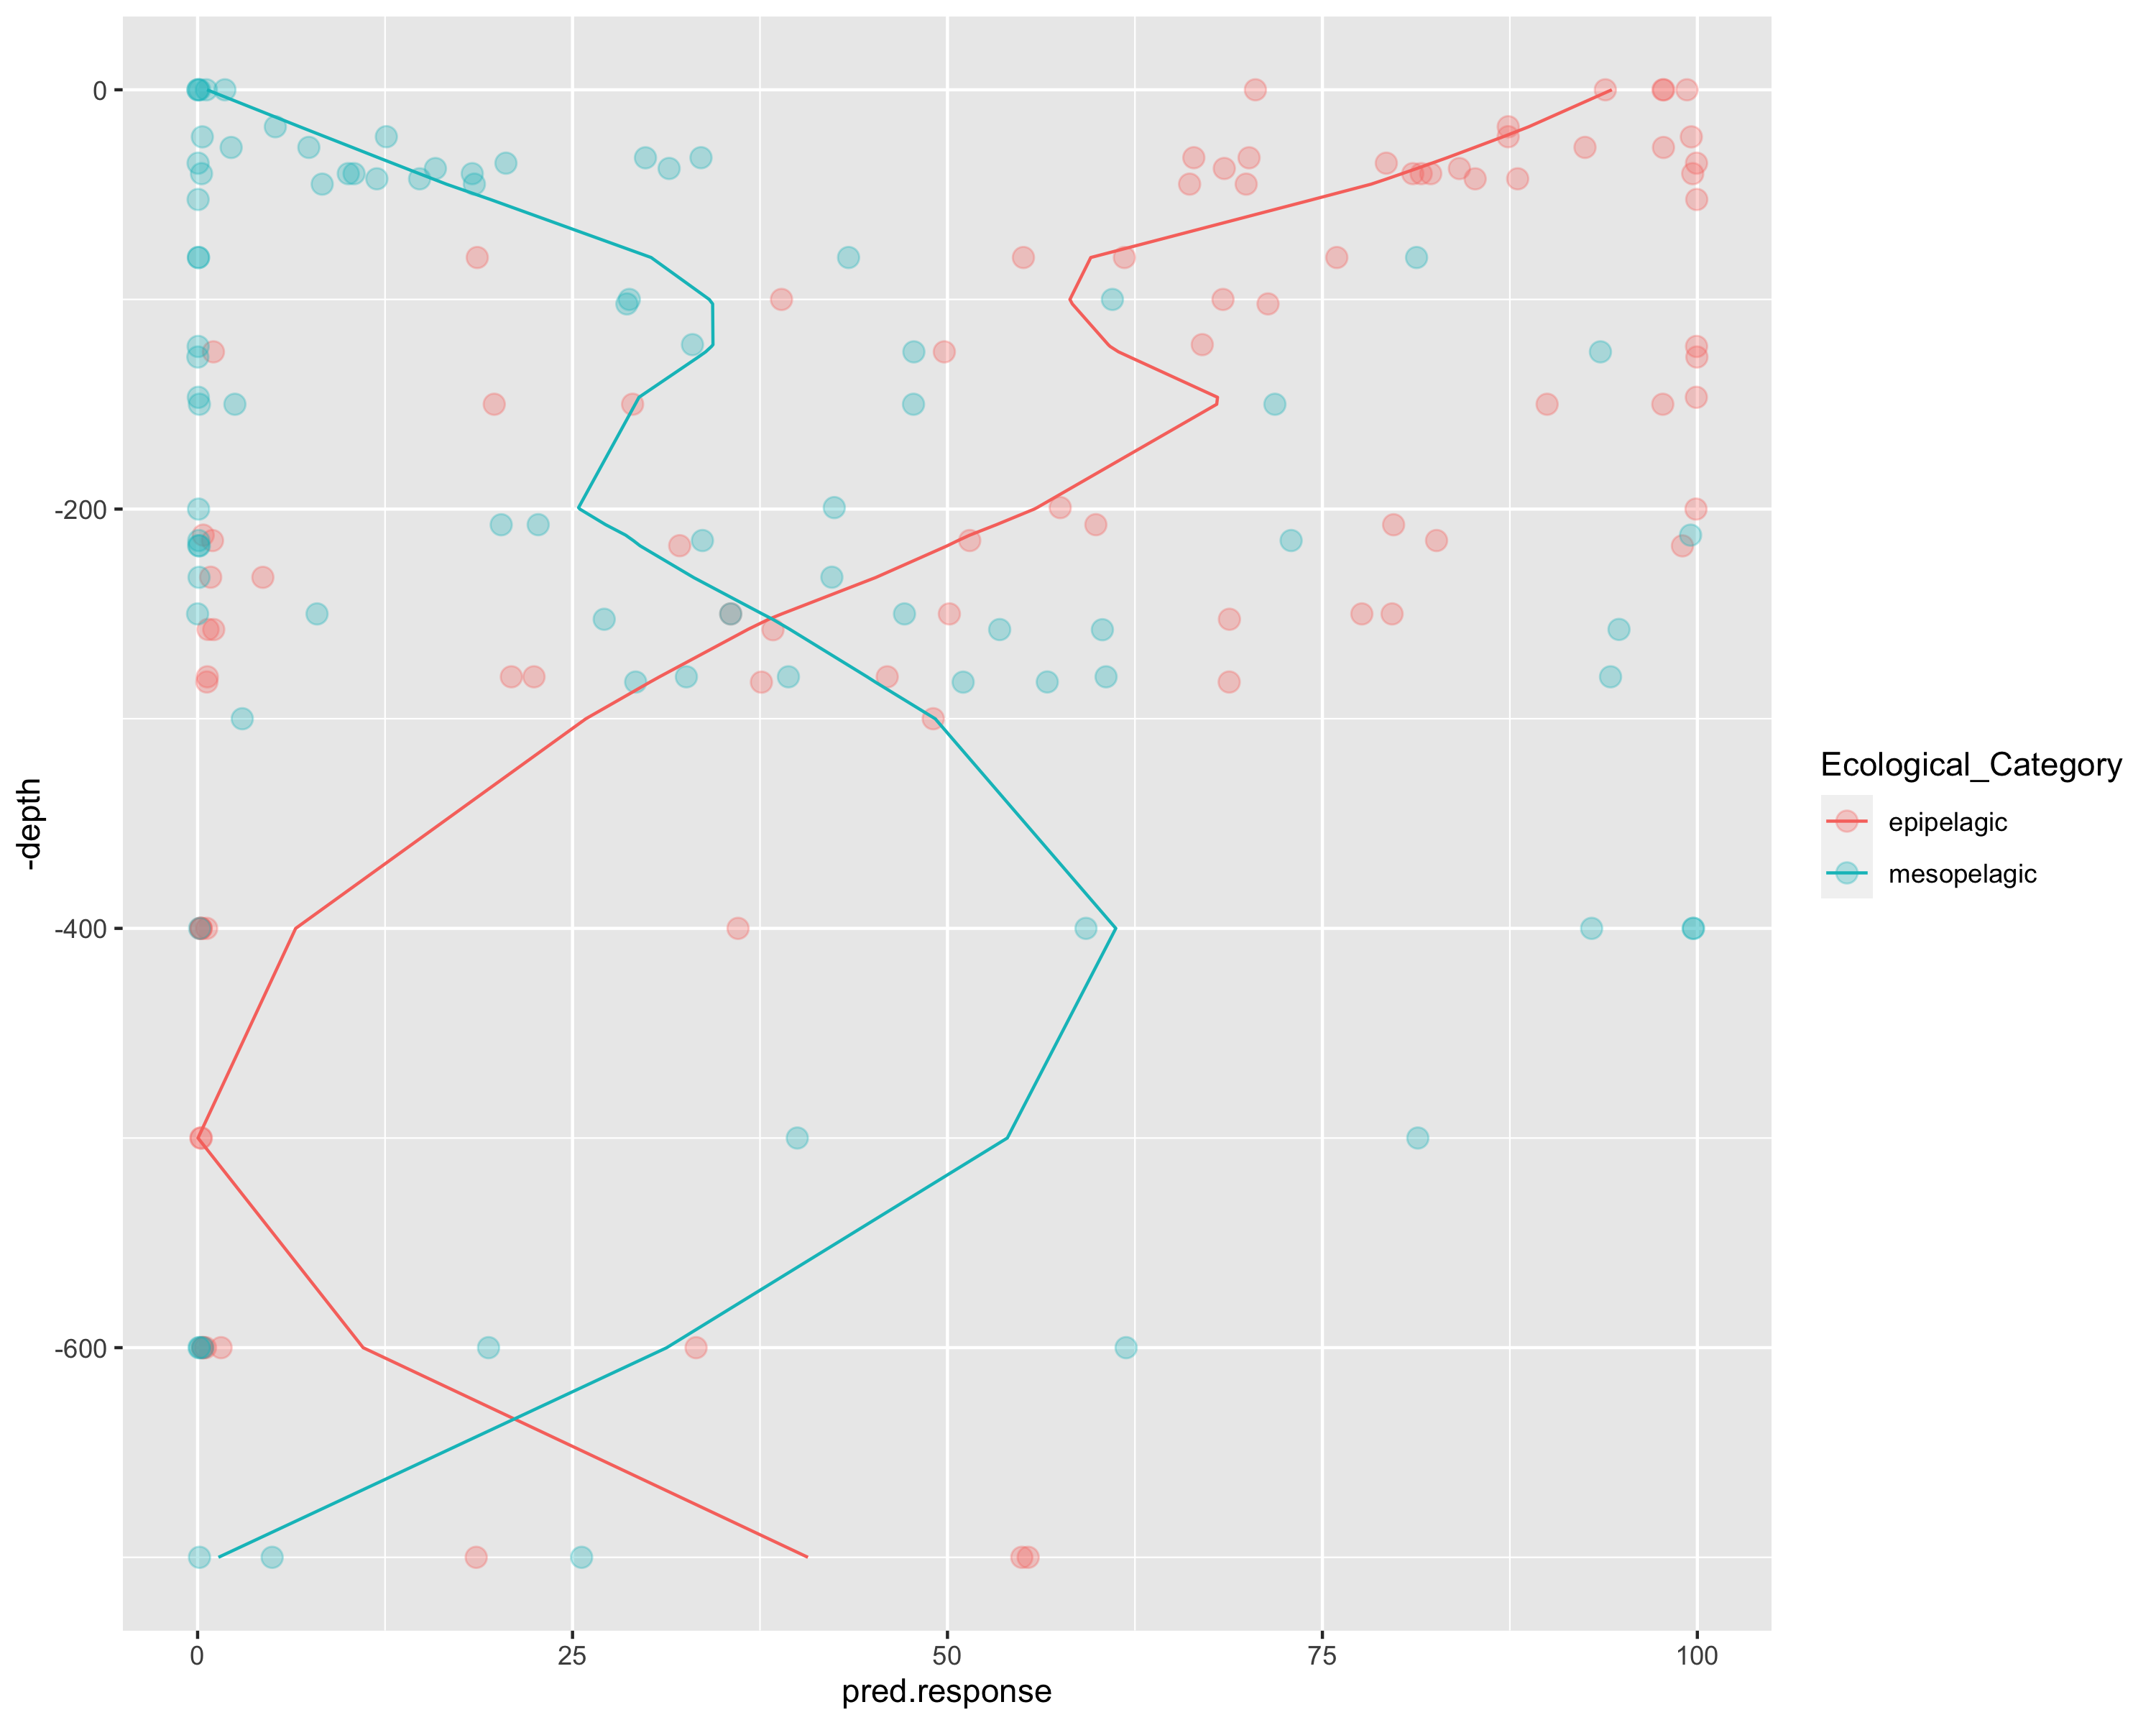 0
-200
-400
-600
-depth
0 25 50 75 100
pred.response
Ecological_Category
epipelagic
mesopelagic